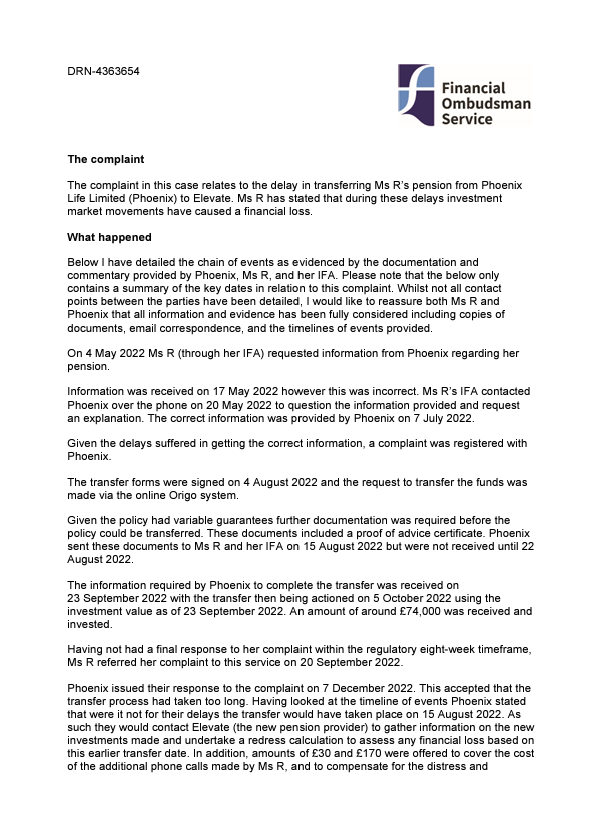 DRN-4363654
Financial
Ombudsman
Service
The complaint
The complaint in this case relates to the delay in transferring Ms R's pension from Phoenix
Life Limited (Phoenix) to Elevate. Ms R has stated that during these delays investment
market movements have caused a financial loss.
What happened
Below I have detailed the chain of events as evidenced by the documentation and
commentary provided by Phoenix, Ms R, and her IFA. Please note that the below only
contains a summary of the key dates in relation to this complaint. Whilst not all contact
points between the parties have been detailed, I would like to reassure both Ms R and
Phoenix that all information and evidence has been fully considered including copies of
documents, email correspondence, and the timelines of events provided.
On 4 May 2022 Ms R (through her IFA) requested information from Phoenix regarding her
pension.
Information was received on 17 May 2022 however this was incorrect. Ms R's IFA contacted
Phoenix over the phone on 20 May 2022 to question the information provided and request
an explanation. The correct information was provided by Phoenix on 7 July 2022.
Given the delays suffered in getting the correct information, a complaint was registered with
Phoenix.
The transfer forms were signed on 4 August 2022 and the request to transfer the funds was
made via the online Origo system.
Given the policy had variable guarantees further documentation was required before the
policy could be transferred. These documents included a proof of advice certificate. Phoenix
sent these documents to Ms R and her IFA on 15 August 2022 but were not received until 22
August 2022.
The information required by Phoenix to complete the transfer was received on
23 September 2022 with the transfer then being actioned on 5 October 2022 using the
investment value as of 23 September 2022. An amount of around £74,000 was received and
invested.
Having not had a final response to her complaint within the regulatory eight-week timeframe,
Ms R referred her complaint to this service on 20 September 2022.
Phoenix issued their response to the complaint on 7 December 2022. This accepted that the
transfer process had taken too long. Having looked at the timeline of events Phoenix stated
that were it not for their delays the transfer would have taken place on 15 August 2022. As
such they would contact Elevate (the new pension provider) to gather information on the new
investments made and undertake a redress calculation to assess any financial loss based on
this earlier transfer date. In addition, amounts of £30 and £170 were offered to cover the cost
of the additional phone calls made by Ms R, and to compensate for the distress and